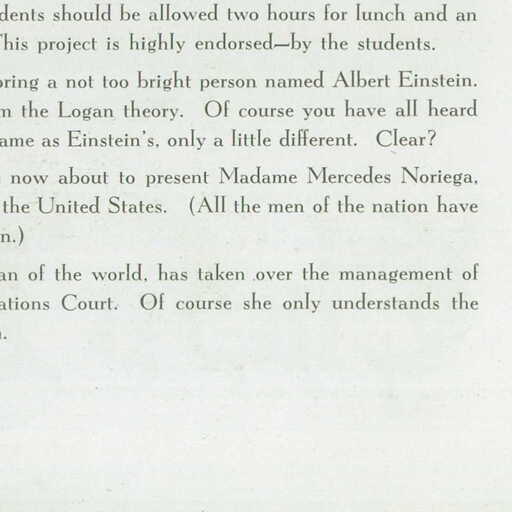 dents should be allowed two hours for lunch and an
This project is highly endorsed—by the students.
oring a not too bright person named Albert Einstein.
m the Logan theory. Of course you have all heard
ame as Einstein's, only a little different. Clear?
now about to present Madame Mercedes Noriega,
the United States. (All the men of the nation have
n.)
an of the world, has taken over the management of
ations Court. Of course she only understands the